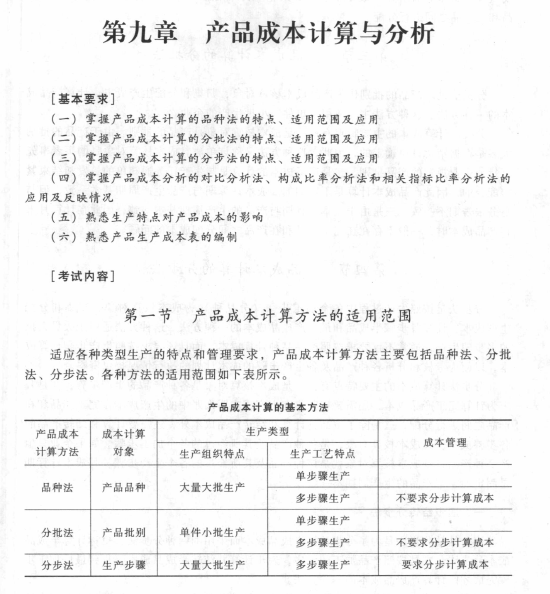 第九章　产品成本计算与分析
［基本要求］
（一）掌握产品成本计算的品种法的特点、适用范围及应用
（二）掌握产品成本计算的分批法的特点、适用范围及应用
（三）掌握产品成本计算的分步法的特点、适用范围及应用
（四）掌握产品成本分析的对比分析法、构成比率分析法和相关指标比率分析法的
应用及反映情况
（五）熟悉生产特点对产品成本的影响
（六）熟悉产品生产成本表的编制
［考试内容］
第一节　产品成本计算方法的适用范围
适应各种类型生产的特点和管理要求，产品成本计算方法主要包括品种法、分批
法、分步法。各种方法的适用范围如下表所示。
产品成本计算的基本方法
产品成本计算方法　成本计算对象　生产类型　成本管理
生产组织特点　生产工艺特点
品种法　产品品种　大量大批生产　单步骤生产
多步骤生产　不要求分步计算成本
分批法　产品批别　单件小批生产　单步骤生产
多步骤生产　不要求分步计算成本
分步法　生产步骤　大量大批生产　多步骤生产　要求分步计算成本